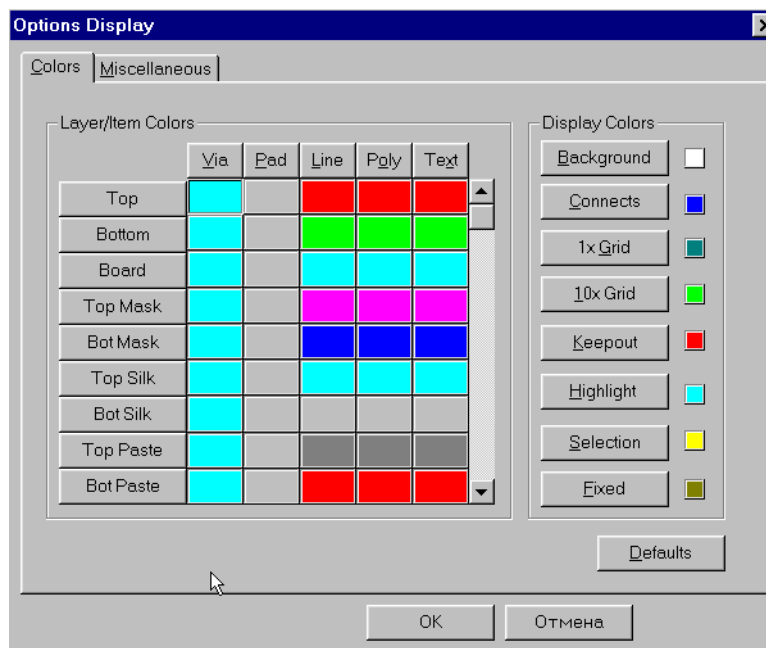 Options Display
Colors Miscellaneous
Layer/Item Colors
Via Pad Line Poly Text
Top
Bottom
Board
Top Mask
Bot Mask
Top Silk
Bot Silk
Top Paste
Bot Paste
Display Colors
Background
Connects
1x Grid
10x Grid
Keepout
Highlight
Selection
Fixed
Defaults
OK Отмена